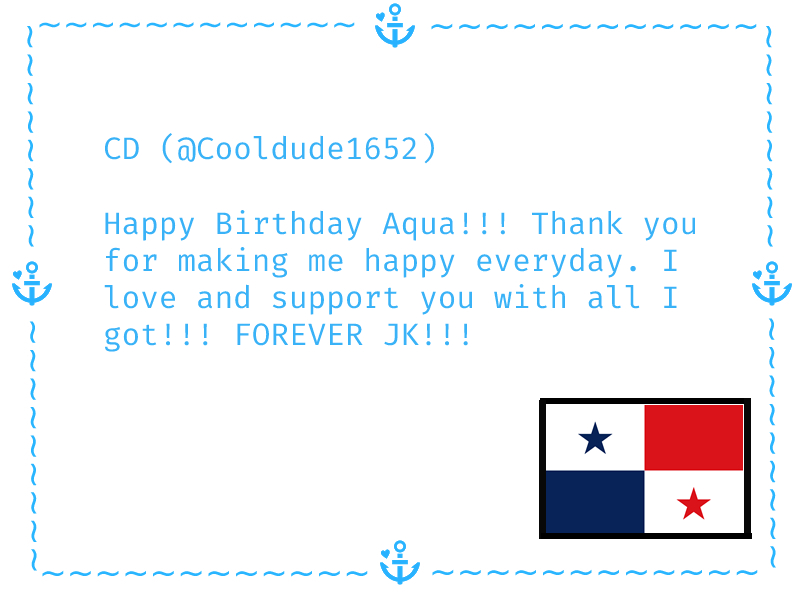 CD (@Cooldude1652)
Happy Birthday Aqua!!! Thank you
for making me happy everyday. I
love and support you with all I
got!!! FOREVER JK!!!